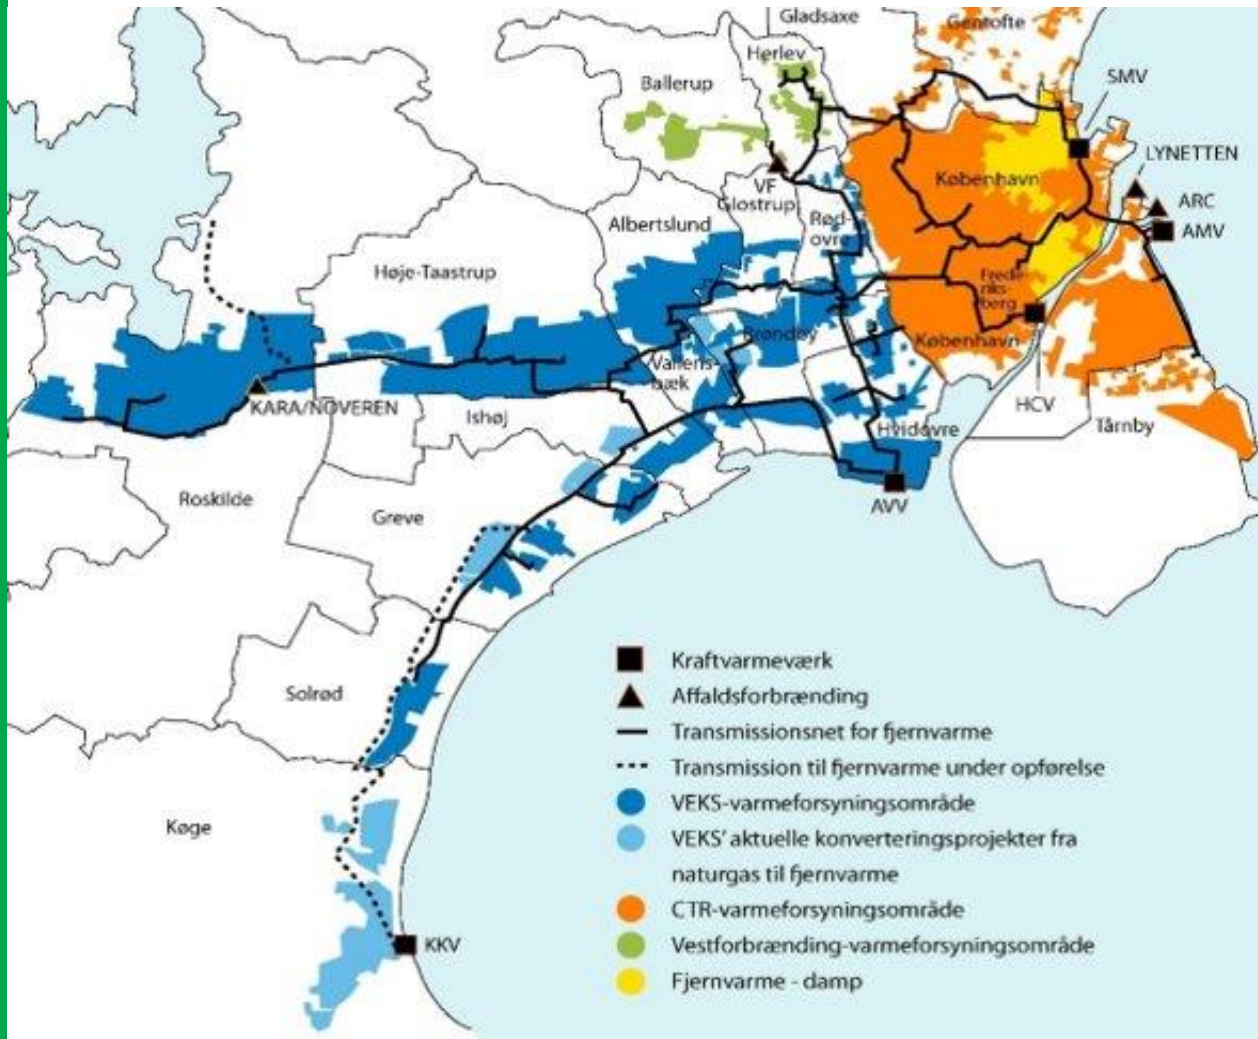 Gladsaxe
Gentofte
Herlev
Ballerup
SMV
LYNETTEN
VF
Glostrup
København
ARC
AMV
Albertslund
Rød-
ovre
Høje-Taastrup
Frede-
riks-
berg
København
Brøndby
Vallens-
bæk
KARA/NOVEREN
Ishøj
HCV
Hvidovre
Tårnby
Roskilde
Greve
AVV
Solrød
Køge
KKV
Kraftvarmeværk
Affaldsforbrænding
Transmissionsnet for fjernvarme
Transmission til fjernvarme under opførelse
VEKS-varmeforsyningsområde
VEKS' aktuelle konverteringsprojekter fra
naturgas til fjernvarme
CTR-varmeforsyningsområde
Vestforbrænding-varmeforsyningsområde
Fjernvarme - damp